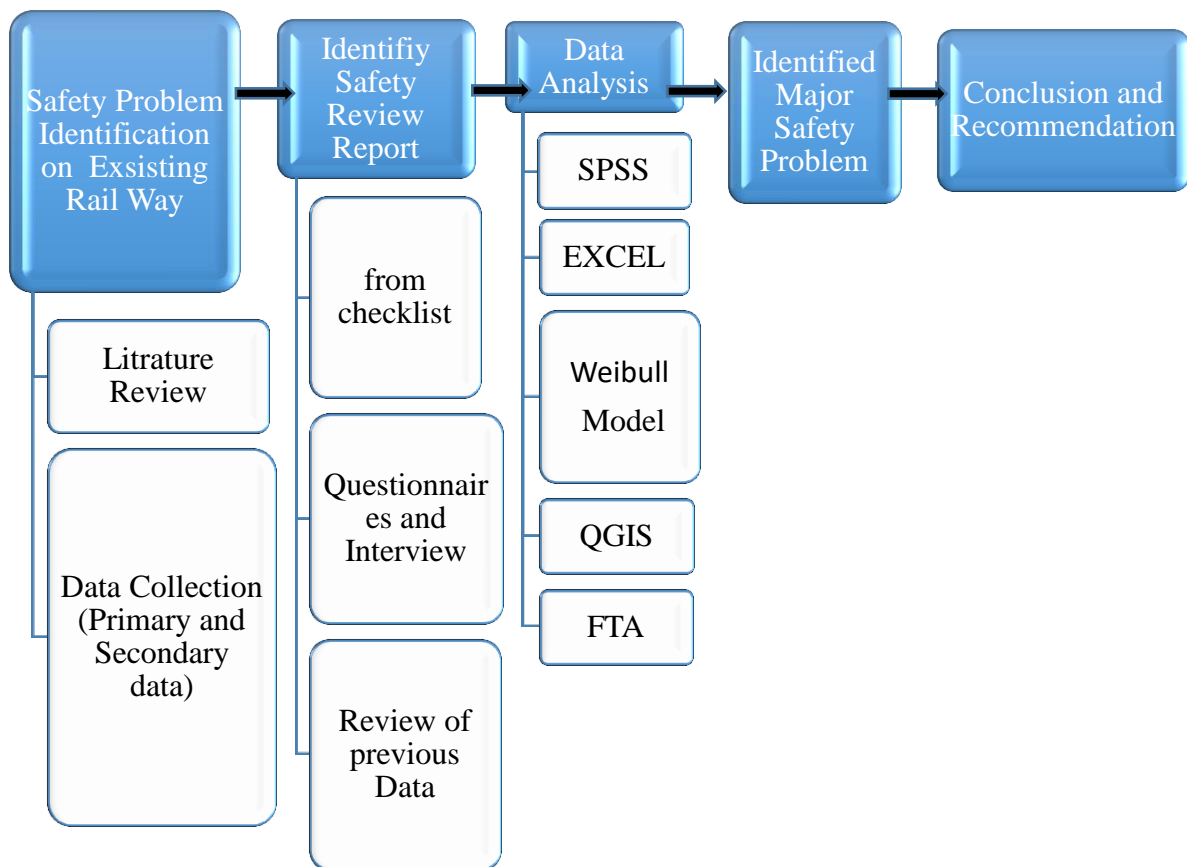 Safety Problem
Identification
on Exsisting
Rail Way
Litrature
Review
Data Collection
(Primary and
Secondary
data)
Identifiy
Safety
Review
Report
from
checklist
Questionnair
es and
Interview
Review of
previous
Data
Data
Analysis
SPSS
EXCEL
Weibull
Model
QGIS
FTA
Identified
Major
Safety
Problem
Conclusion and
Recommendation